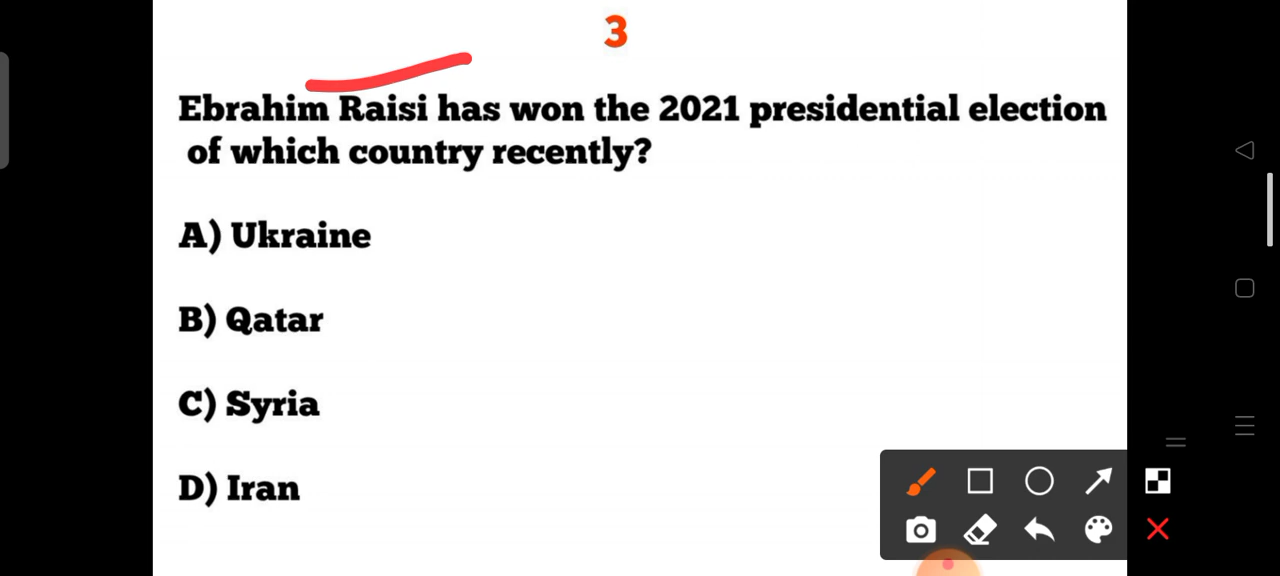 3
Ebrahim Raisi has won the 2021 presidential election
of which country recently?
A) Ukraine
B) Qatar
C) Syria
D) Iran